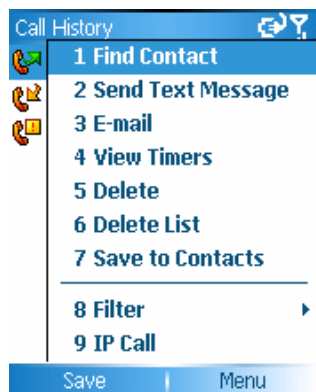 Call History
1 Find Contact
2 Send Text Message
3 E-mail
4 View Timers
5 Delete
6 Delete List
7 Save to Contacts
8 Filter
9 IP Call
Save Menu